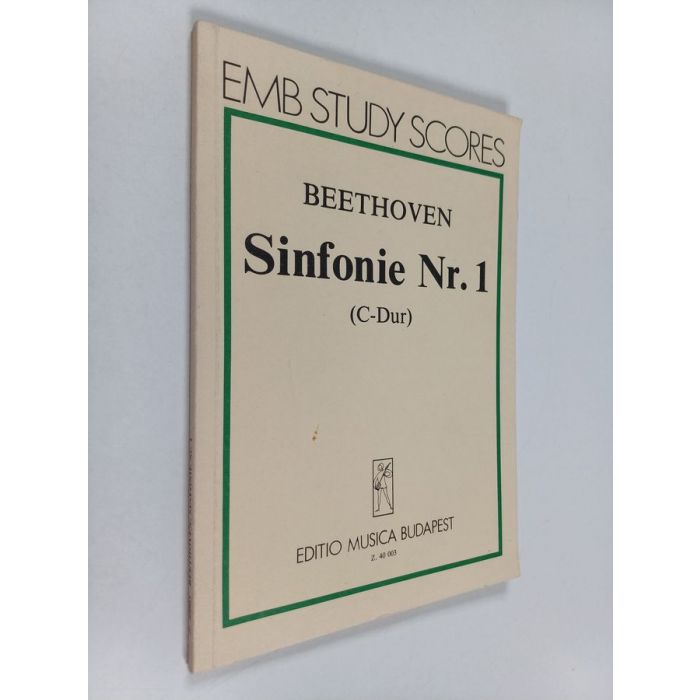 EMB STUDY SCORES
BEETHOVEN
Sinfonie Nr. 1
(C-Dur)
EDITIO MUSICA BUDAPEST
Z. 40 003